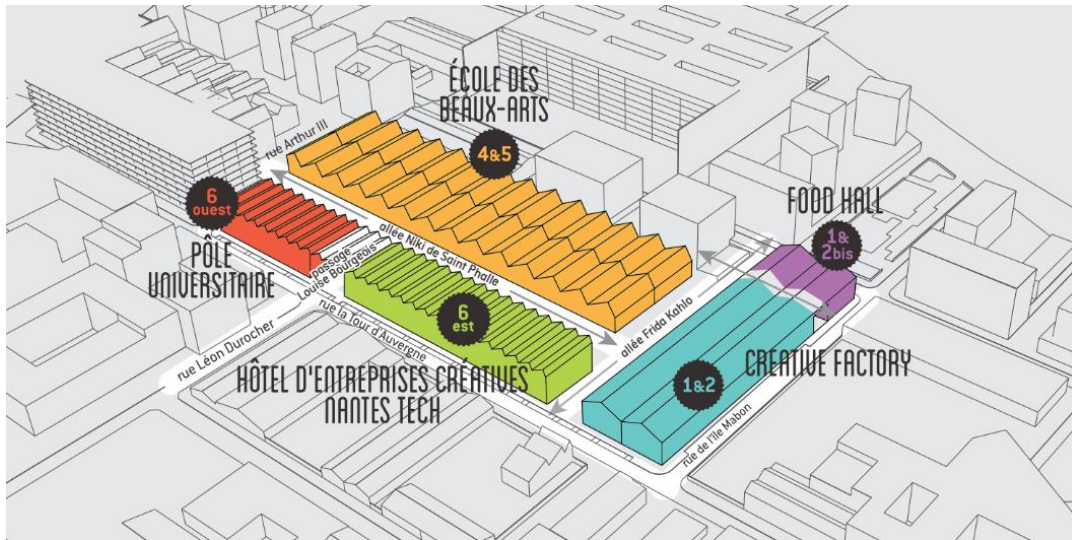 ÉCOLE DES
BEAUX-ARTS
4&5
rue Arthur III
FOOD HALL
1&
2bis
6
ouest
PÔLE
UNIVERSITAIRE
passage
Louise Bourgeois
allée Niki de Saint Phalle
allée Frida Kahlo
6
est
rue la Tour d'Auvergne
rue Léon Durocher
HÔTEL D'ENTREPRISES CRÉATIVES
NANTES TECH
CREATIVE FACTORY
1&2
rue de l'île Mabon